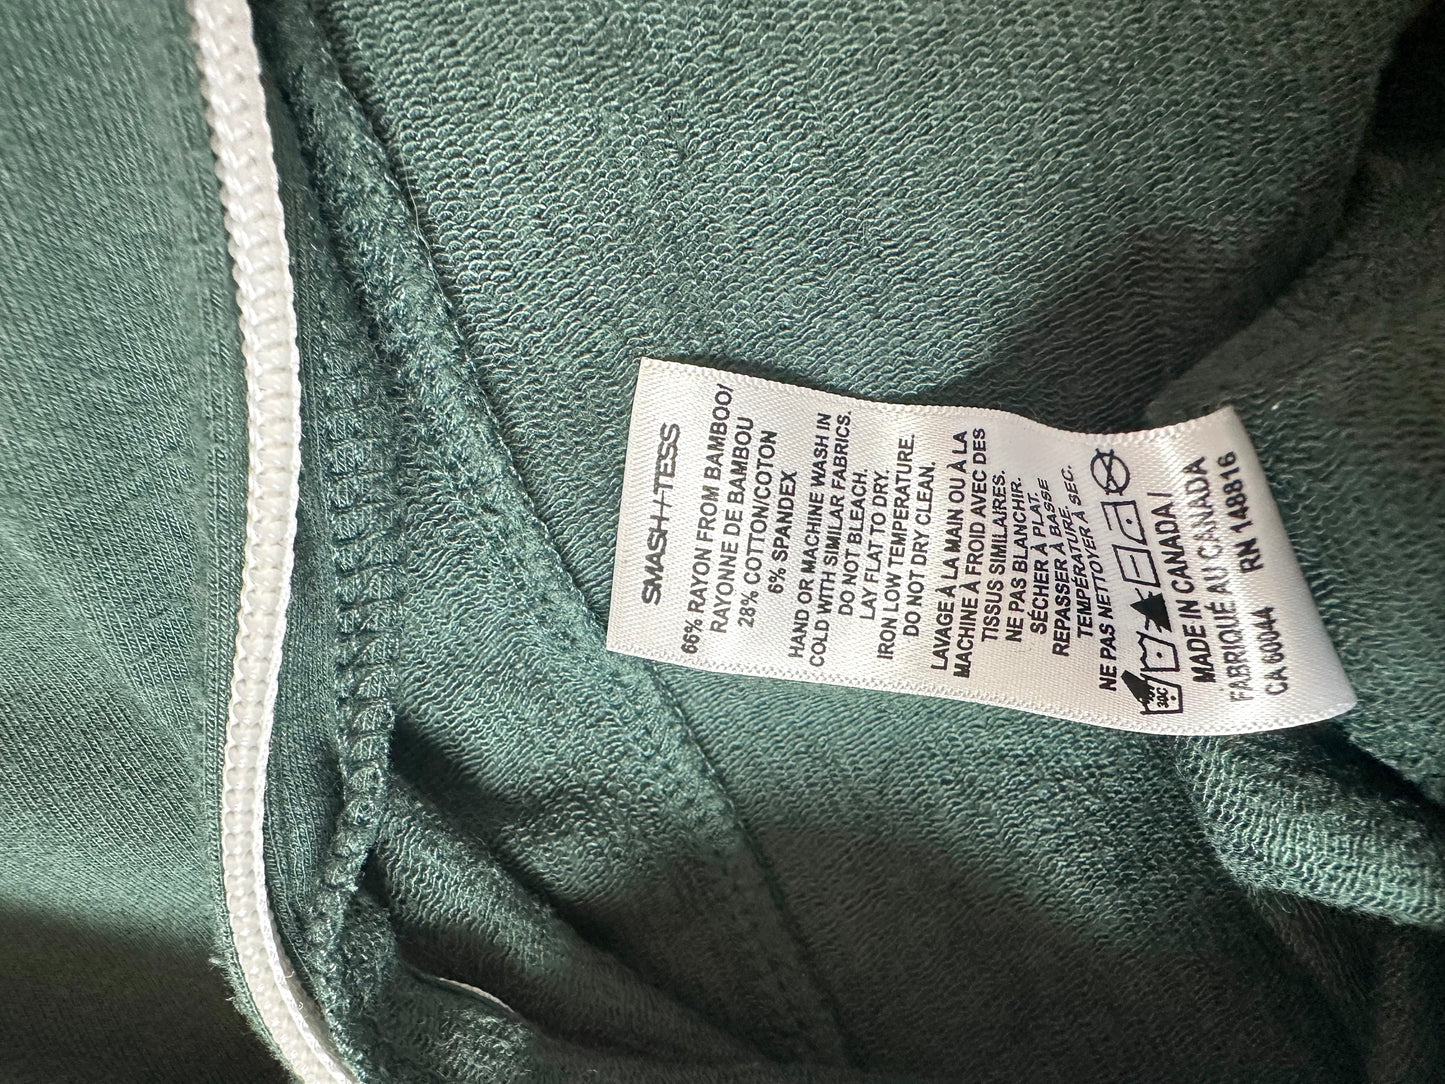 SMASH+TESS
66% RAYON FROM BAMBOO/
RAYONNE DE BAMBOU
28% COTTON/COTON
6% SPANDEX
HAND OR MACHINE WASH IN
COLD WITH SIMILAR FABRICS.
DO NOT BLEACH.
LAY FLAT TO DRY.
IRON LOW TEMPERATURE.
DO NOT DRY CLEAN.
LAVAGE À LA MAIN OU À LA
MACHINE À FROID AVEC DES
TISSUS SIMILAIRES.
NE PAS BLANCHIR.
SÉCHER À PLAT.
REPASSER À BASSE
TEMPÉRATURE.
NE PAS NETTOYER À SEC.
30C
MADE IN CANADA /
FABRIQUÉ AU CANADA
CA 60044 RN 148816